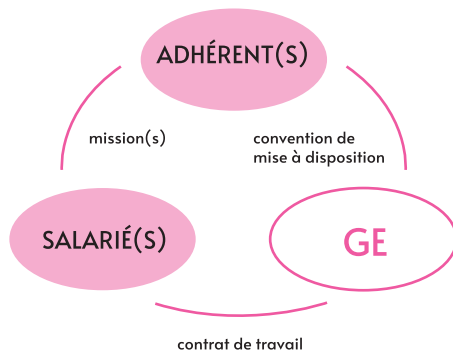 ADHÉRENT(S)
mission(s)
convention de
mise à disposition
SALARIÉ(S)
GE
contrat de travail